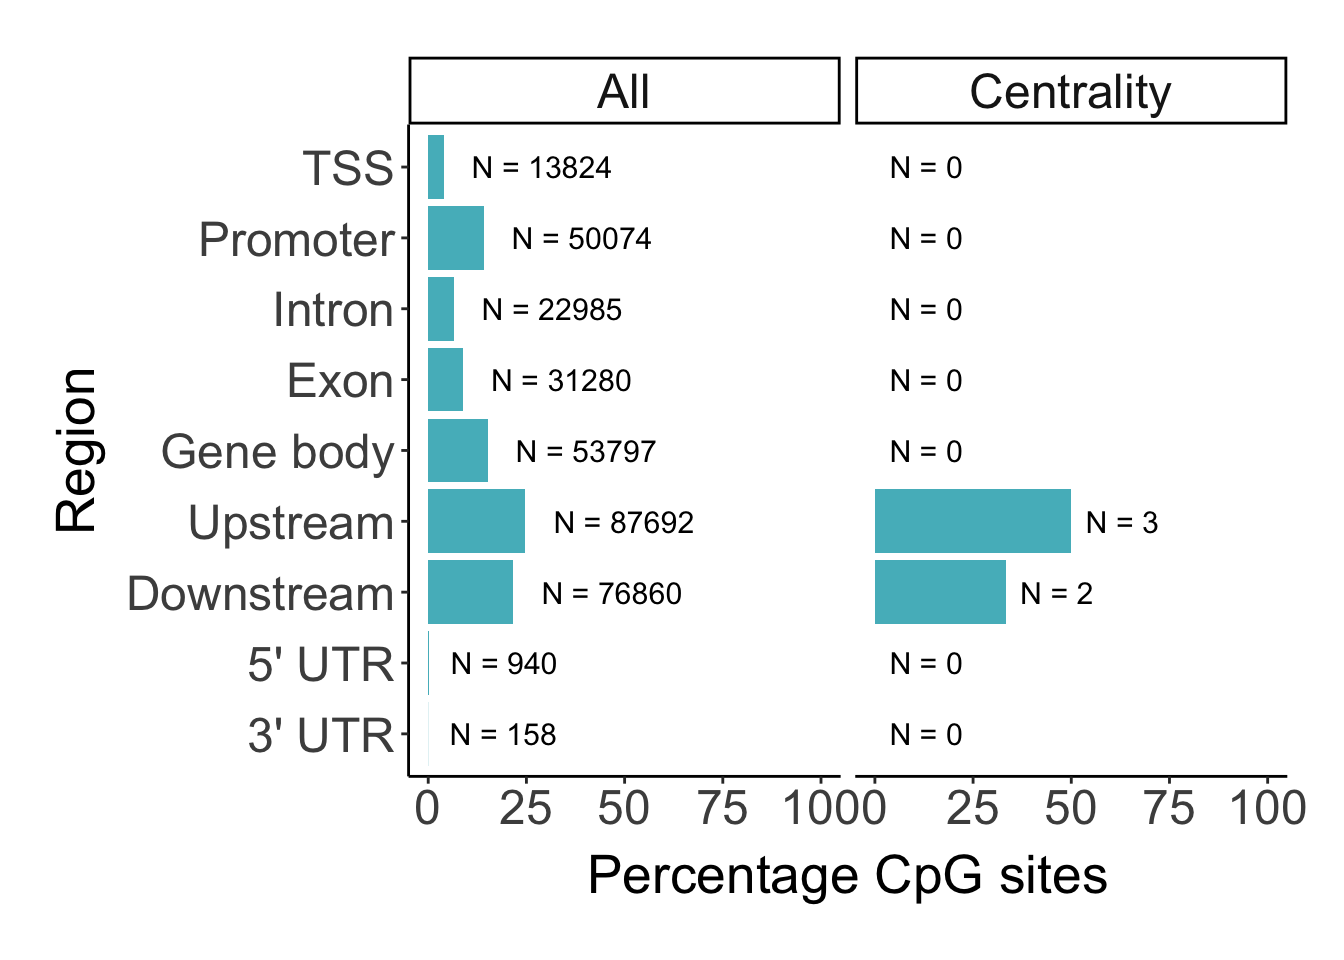 All Centrality
TSS N = 13824 N = 0
Promoter N = 50074 N = 0
Intron N = 22985 N = 0
Exon N = 31280 N = 0
Gene body N = 53797 N = 0
Upstream N = 87692 N = 3
Downstream N = 76860 N = 2
5' UTR N = 940 N = 0
3' UTR N = 158 N = 0
Region
0 25 50 75 100 0 25 50 75 100
Percentage CpG sites